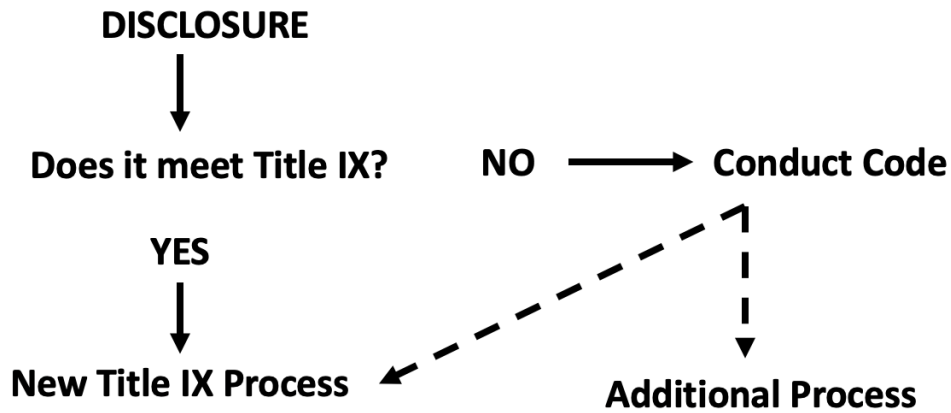 DISCLOSURE
Does it meet Title IX?
NO
Conduct Code
YES
New Title IX Process
Additional Process